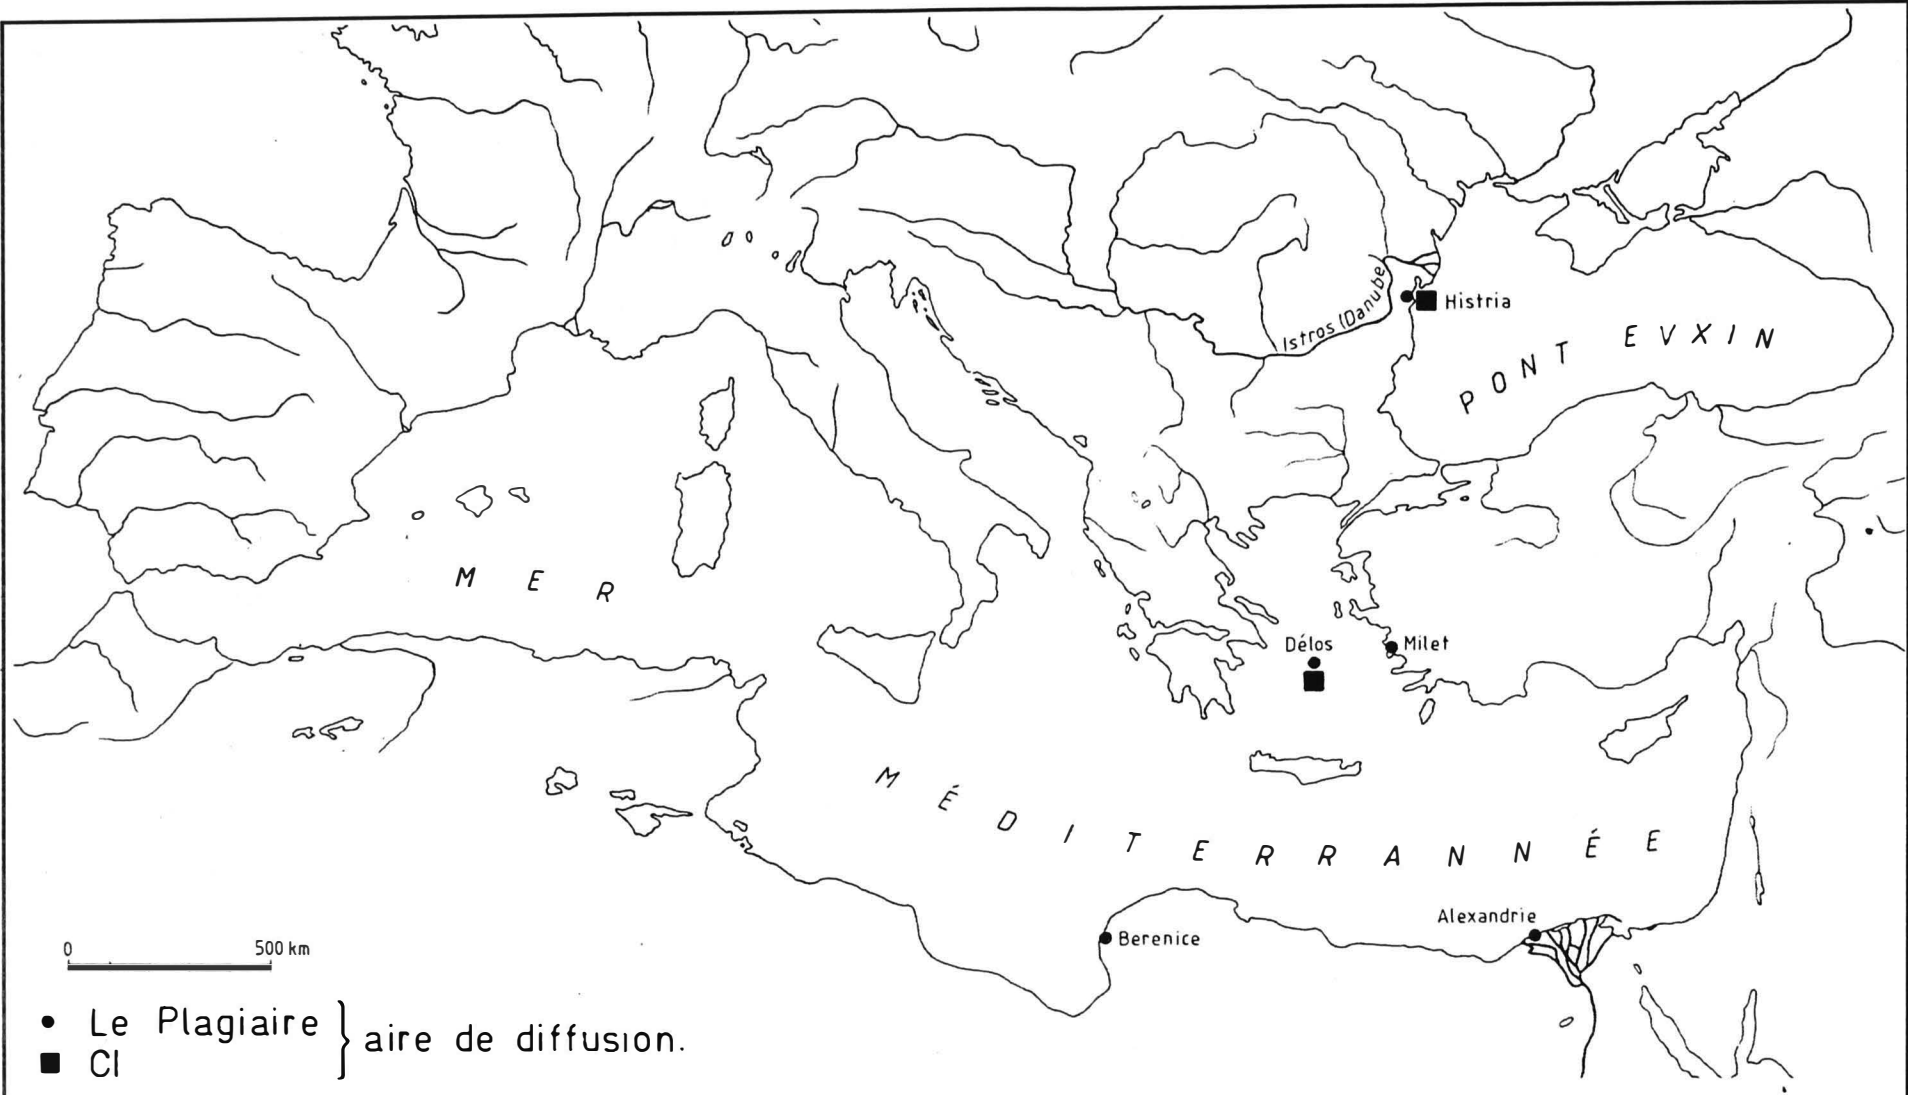 Istros (Danube
Histria
PONT EVXIN
MER
Délos
Milet
MÉDITERRANNÉE
Alexandrie
Berenice
0 500 km
Le Plagiaire
CI
aire de diffusion.